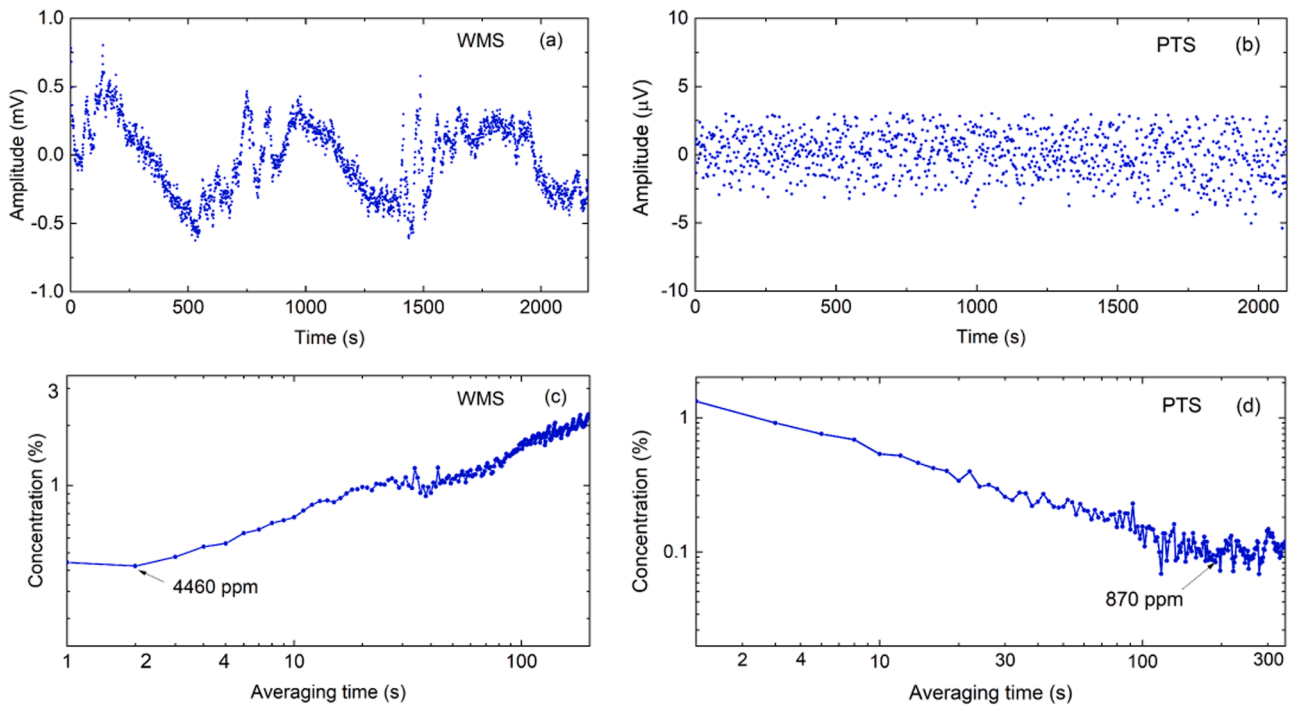 WMS (a)
1.0
0.5
0.0
-0.5
-1.0
Amplitude (mV)
0 500 1000 1500 2000
Time (s)
PTS (b)
10
5
0
-5
-10
Amplitude (μV)
0 500 1000 1500 2000
Time (s)
WMS (c)
3
1
Concentration (%)
4460 ppm
1 2 4 10 100
Averaging time (s)
PTS (d)
1
0.1
Concentration (%)
870 ppm
2 4 10 30 100 300
Averaging time (s)